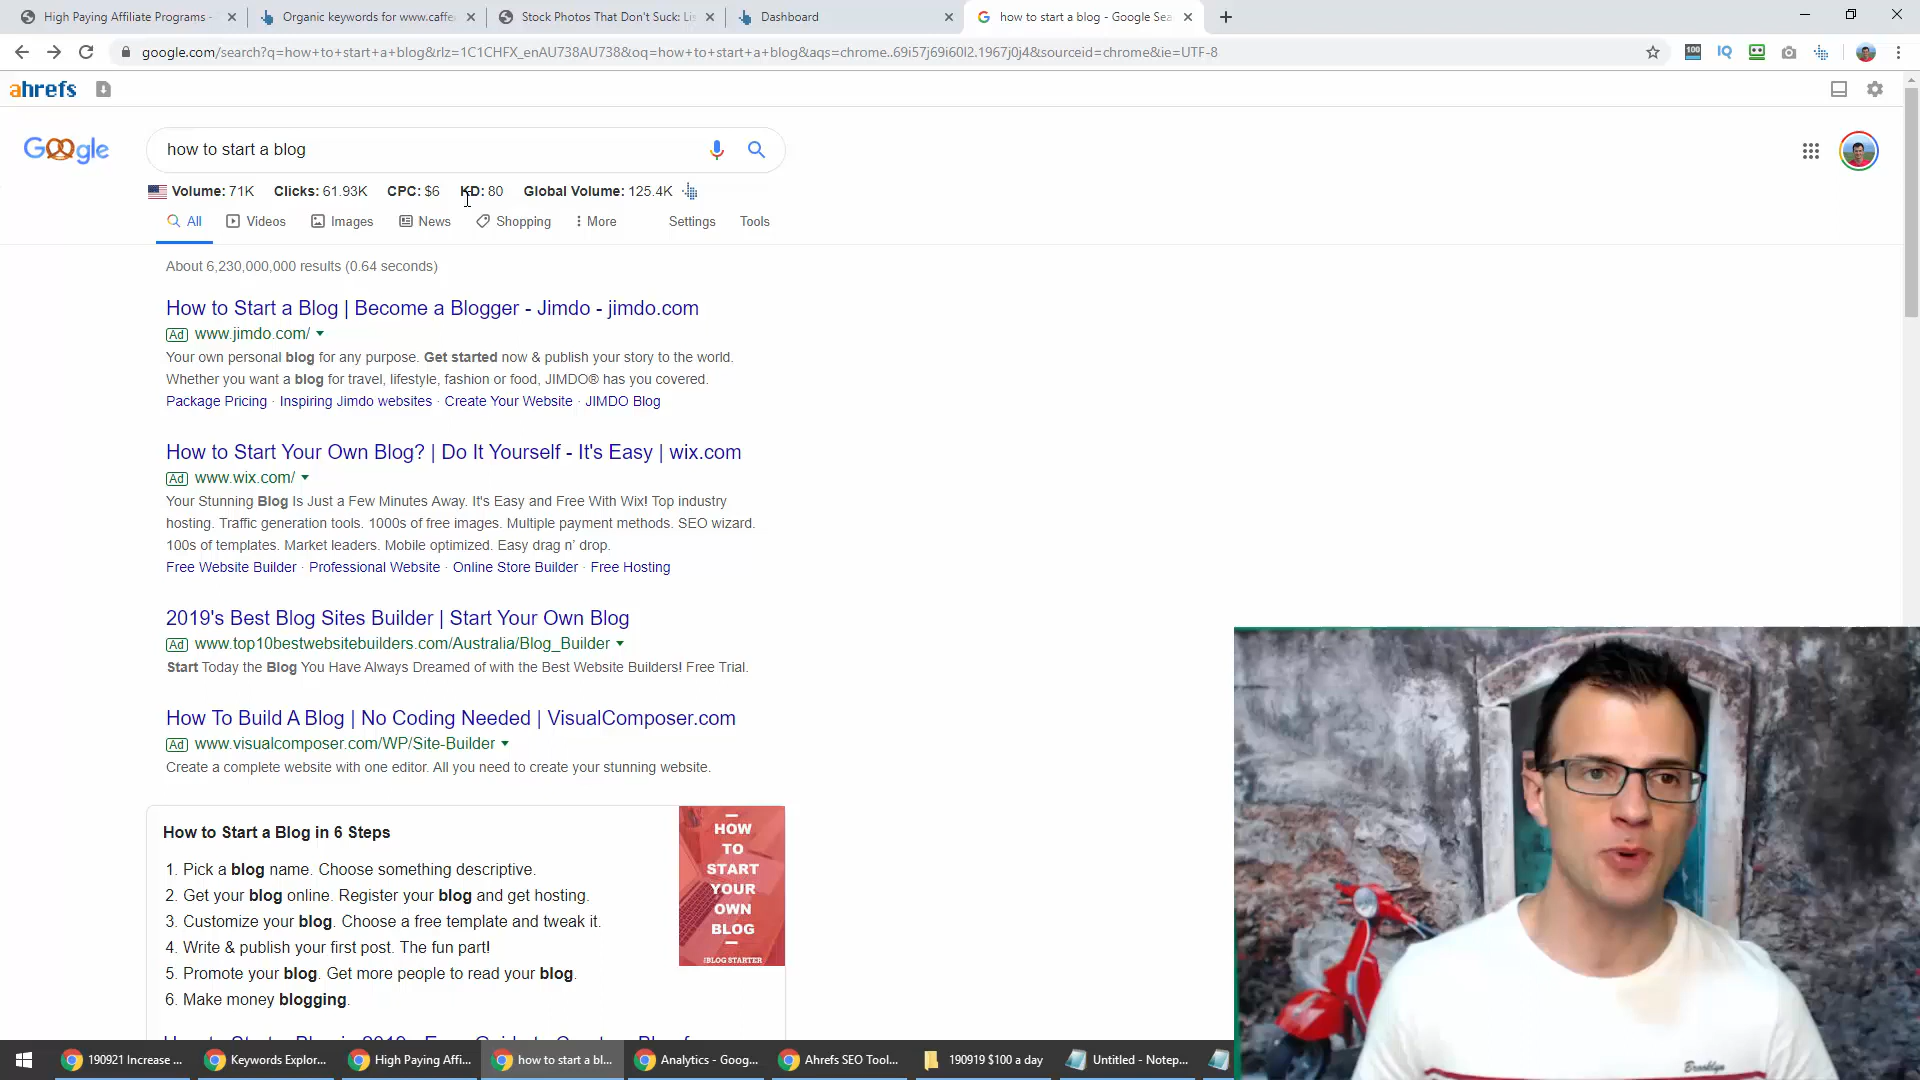 High Paying Affiliate Programs -
Organic keywords for www.caffe
Stock Photos That Don't Suck: Li
Dashboard
how to start a blog - Google Sea
google.com/search?q=how+to+start+a+blog&rlz=1C1CHFX_enAU738AU738&oq=how+to+start+a+blog&aqs=chrome..69i57j69i60l2.1967j0j4&sourceid=chrome&ie=UTF-8
100
IQ
ahrefs
Google
how to start a blog
Volume: 71K Clicks: 61.93K CPC: $6 KD: 80 Global Volume: 125.4K
All Videos Images News Shopping More Settings Tools
About 6,230,000,000 results (0.64 seconds)
How to Start a Blog | Become a Blogger - Jimdo - jimdo.com
Ad www.jimdo.com/
Your own personal blog for any purpose. Get started now & publish your story to the world.
Whether you want a blog for travel, lifestyle, fashion or food, JIMDO® has you covered.
Package Pricing · Inspiring Jimdo websites · Create Your Website · JIMDO Blog
How to Start Your Own Blog? | Do It Yourself - It's Easy | wix.com
Ad www.wix.com/
Your Stunning Blog Is Just a Few Minutes Away. It's Easy and Free With Wix! Top industry
hosting. Traffic generation tools. 1000s of free images. Multiple payment methods. SEO wizard.
100s of templates. Market leaders. Mobile optimized. Easy drag n' drop.
Free Website Builder · Professional Website · Online Store Builder · Free Hosting
2019's Best Blog Sites Builder | Start Your Own Blog
Ad www.top10bestwebsitebuilders.com/Australia/Blog_Builder
Start Today the Blog You Have Always Dreamed of with the Best Website Builders! Free Trial.
How To Build A Blog | No Coding Needed | VisualComposer.com
Ad www.visualcomposer.com/WP/Site-Builder
Create a complete website with one editor. All you need to create your stunning website.
How to Start a Blog in 6 Steps
1. Pick a blog name. Choose something descriptive.
2. Get your blog online. Register your blog and get hosting.
3. Customize your blog. Choose a free template and tweak it.
4. Write & publish your first post. The fun part!
5. Promote your blog. Get more people to read your blog.
6. Make money blogging.
HOW
TO
START
YOUR
OWN
BLOG
BLOG STARTER
Brooklyn
190921 Increase ...
Keywords Explor...
High Paying Affi...
how to start a bl...
Analytics - Goog...
Ahrefs SEO Tool...
190919 $100 a day
Untitled - Notep...